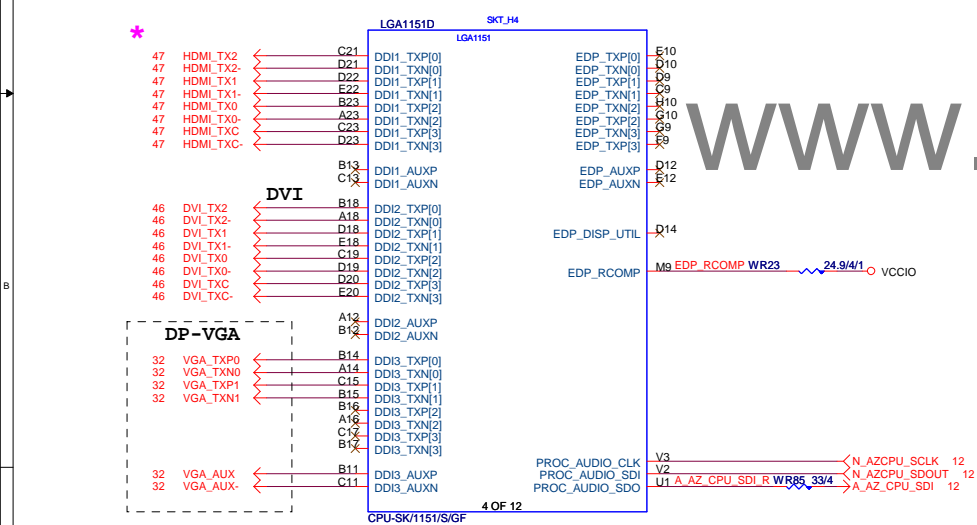 LGA1151D SKT_H4
*
LGA1151
47 HDMI_TX2 C21 DDI1_TXP[0] EDP_TXP[0] E10
47 HDMI_TX2- D21 DDI1_TXN[0] EDP_TXN[0] D10
47 HDMI_TX1 D22 DDI1_TXP[1] EDP_TXP[1] D9
47 HDMI_TX1- E22 DDI1_TXN[1] EDP_TXN[1] C9
47 HDMI_TX0 B23 DDI1_TXP[2] EDP_TXN[2] H10
47 HDMI_TX0- A23 DDI1_TXN[2] EDP_TXP[2] G10
47 HDMI_TXC C23 DDI1_TXP[3] EDP_TXN[3] G9
47 HDMI_TXC- D23 DDI1_TXN[3] EDP_TXP[3] F9
www.
B13 DDI1_AUXP EDP_AUXP D12
C13 DDI1_AUXN EDP_AUXN E12
DVI
46 DVI_TX2 B18 DDI2_TXP[0]
46 DVI_TX2- A18 DDI2_TXN[0]
46 DVI_TX1 D18 DDI2_TXP[1] EDP_DISP_UTIL D14
46 DVI_TX1- E18 DDI2_TXN[1]
46 DVI_TX0 C19 DDI2_TXP[2]
46 DVI_TX0- D19 DDI2_TXN[2] EDP_RCOMP M9 EDP_RCOMP WR23 24.9/4/1 VCCIO
46 DVI_TXC D20 DDI2_TXP[3]
46 DVI_TXC- E20 DDI2_TXN[3]
B
A12 DDI2_AUXP
B12 DDI2_AUXN
DP-VGA
32 VGA_TXP0 B14 DDI3_TXP[0]
32 VGA_TXN0 A14 DDI3_TXN[0]
32 VGA_TXP1 C15 DDI3_TXP[1]
32 VGA_TXN1 B15 DDI3_TXN[1]
B16 DDI3_TXP[2]
A16 DDI3_TXN[2]
C17 DDI3_TXP[3]
B17 DDI3_TXN[3]
PROC_AUDIO_CLK V3 N_AZCPU_SCLK 12
32 VGA_AUX B11 DDI3_AUXP PROC_AUDIO_SDI V2 N_AZCPU_SDOUT 12
32 VGA_AUX- C11 DDI3_AUXN PROC_AUDIO_SDO U1 A_AZ_CPU_SDI_R WR85 33/4 A_AZ_CPU_SDI 12
4 OF 12
CPU-SK/1151/S/GF